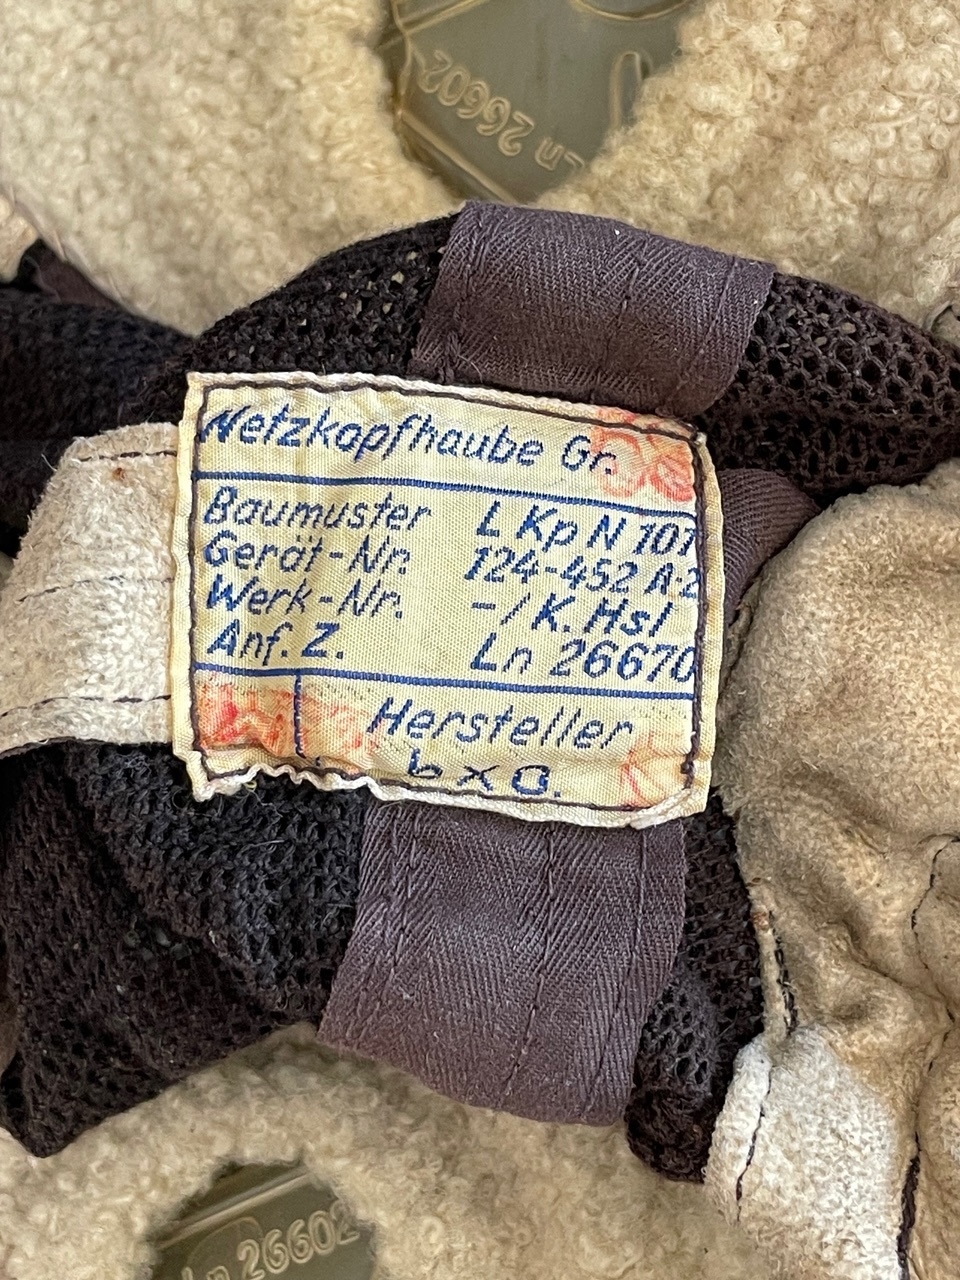 Ln 26602
Netzkopfhaube Gr. 58
Baumuster L Kp N 101
Gerät-Nr. 124-452 A-2
Werk-Nr. -/ K. Hsl
Anf. Z. Ln 26670
Hersteller
bxo.
Ln 26602